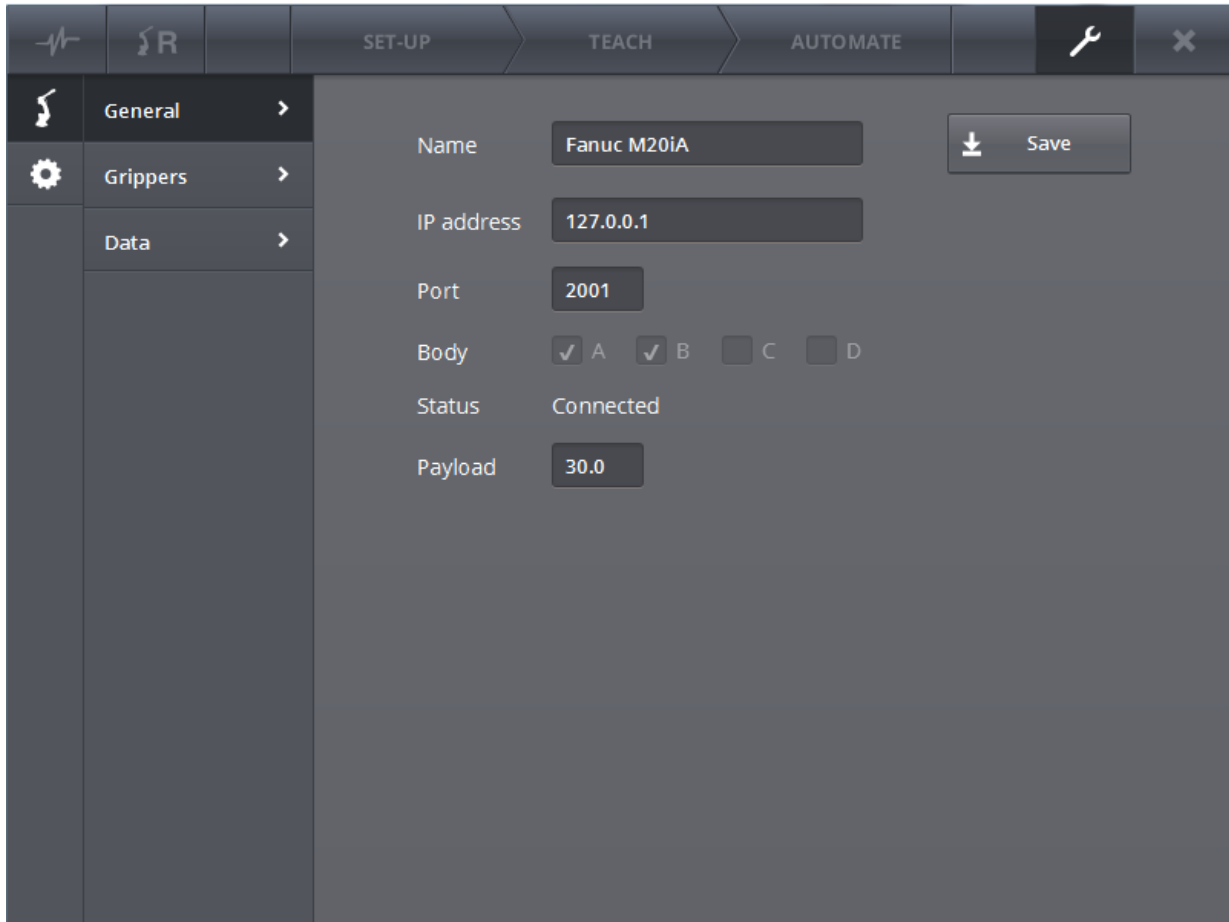 R SET-UP TEACH AUTOMATE
General
Grippers
Data
Name Fanuc M20iA Save
IP address 127.0.0.1
Port 2001
Body A B C D
Status Connected
Payload 30.0